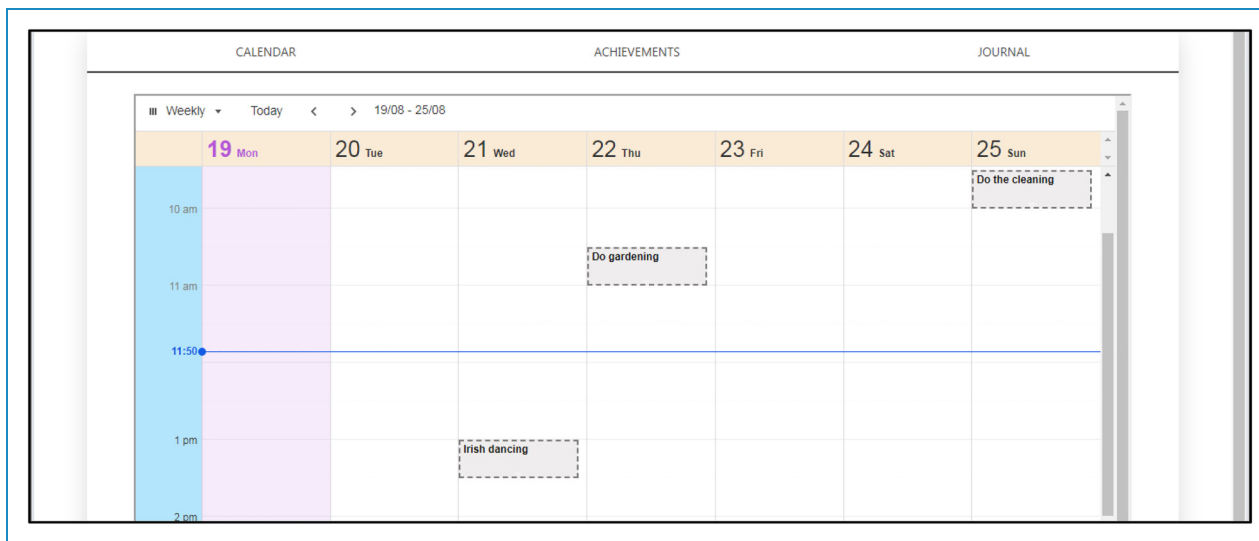 CALENDAR ACHIEVEMENTS JOURNAL
Weekly Today < > 19/08 - 25/08
19 Mon 20 Tue 21 Wed 22 Thu 23 Fri 24 Sat 25 Sun
Do the cleaning
10 am
Do gardening
11 am
11:50
1 pm
Irish dancing
2 pm